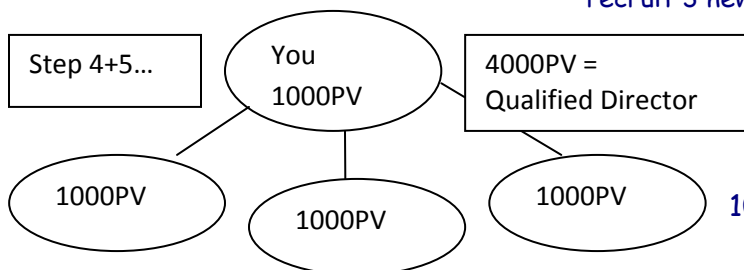 recruit 3 new
Step 4+5…
You
1000PV
4000PV =
Qualified Director
1000PV
1000PV
1000PV